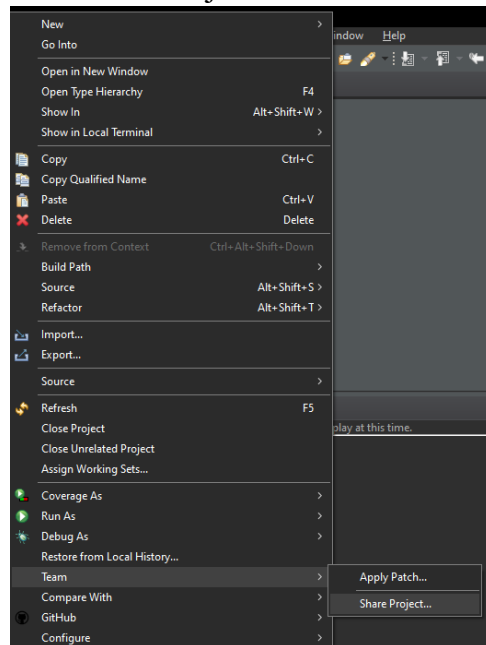 New
Go Into
Open in New Window
Open Type Hierarchy F4
Show In Alt+Shift+W >
Show in Local Terminal
Copy Ctrl+C
Copy Qualified Name
Paste Ctrl+V
Delete Delete
Remove from Context Ctrl+Alt+Shift+Down
Build Path
Source Alt+Shift+S >
Refactor Alt+Shift+T >
Import...
Export...
Source
Refresh F5
Close Project
Close Unrelated Project
Assign Working Sets...
Coverage As
Run As
Debug As
Restore from Local History...
Team
Compare With
GitHub
Configure
indow Help
play at this time.
Apply Patch...
Share Project...